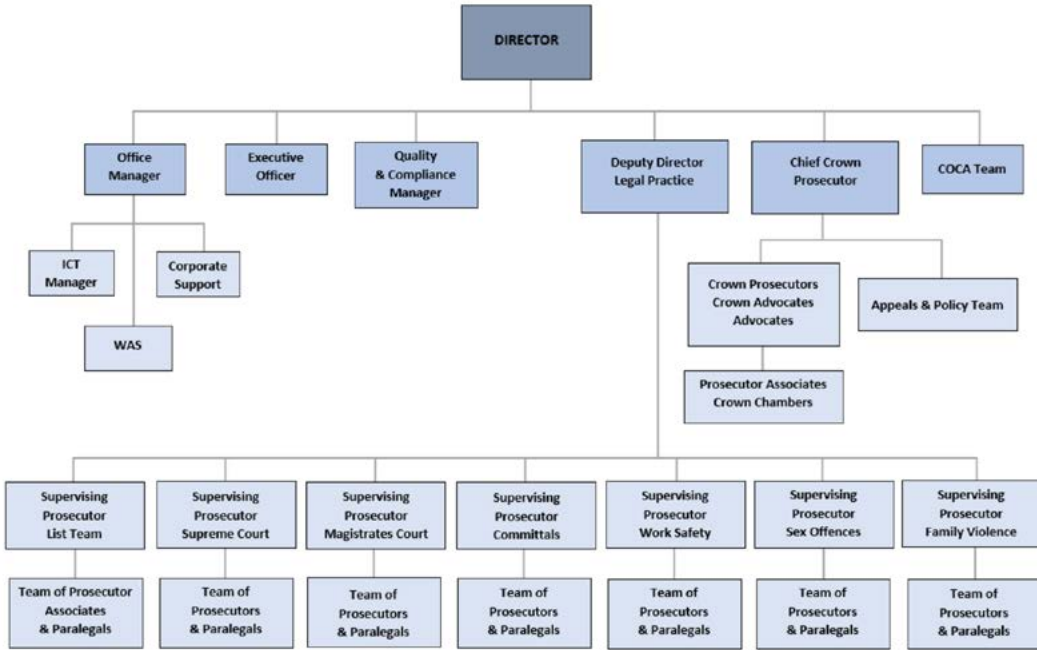 DIRECTOR
Office
Manager
Executive
Officer
Quality
& Compliance
Manager
Deputy Director
Legal Practice
Chief Crown
Prosecutor
COCA Team
ICT
Manager
Corporate
Support
WAS
Crown Prosecutors
Crown Advocates
Advocates
Appeals & Policy Team
Prosecutor Associates
Crown Chambers
Supervising
Prosecutor
List Team
Supervising
Prosecutor
Supreme Court
Supervising
Prosecutor
Magistrates Court
Supervising
Prosecutor
Committals
Supervising
Prosecutor
Work Safety
Supervising
Prosecutor
Sex Offences
Supervising
Prosecutor
Family Violence
Team of Prosecutor
Associates
& Paralegals
Team of
Prosecutors
& Paralegals
Team of
Prosecutors
& Paralegals
Team of
Prosecutors
& Paralegals
Team of
Prosecutors
& Paralegals
Team of
Prosecutors
& Paralegals
Team of
Prosecutors
& Paralegals